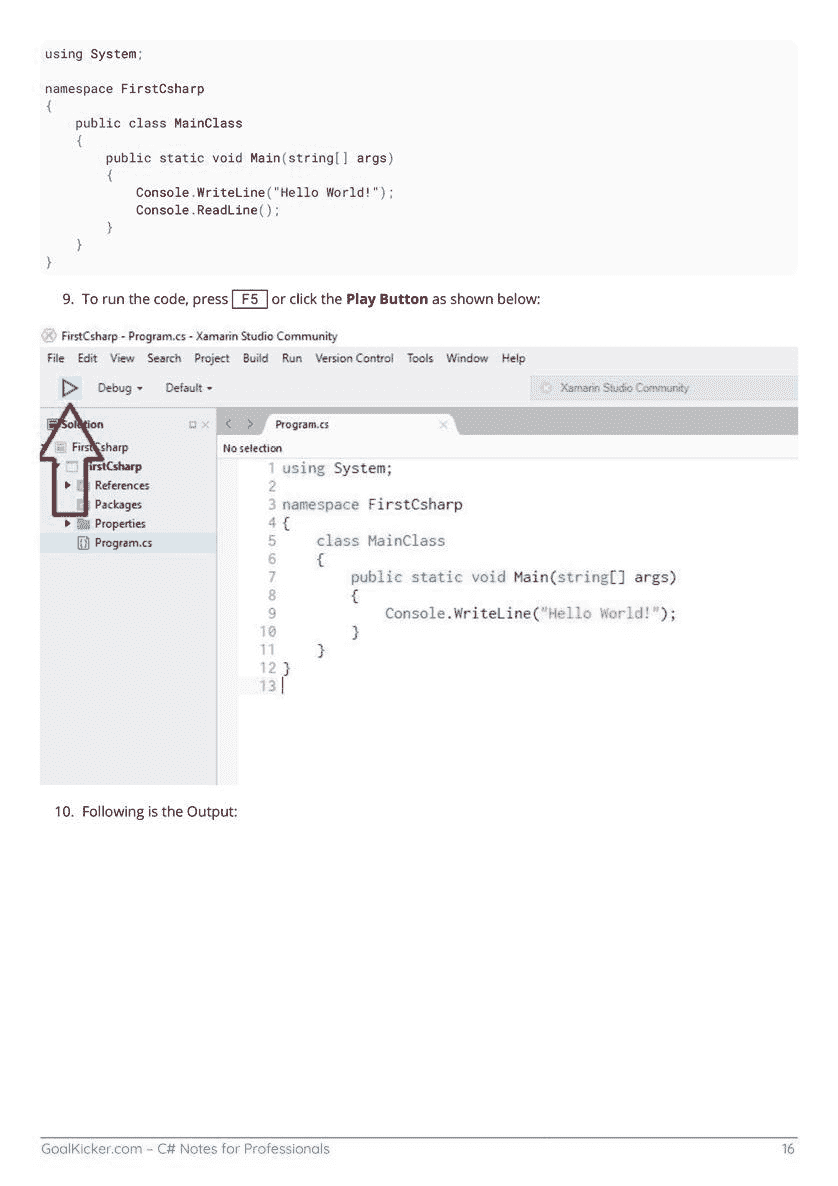 using System;
namespace FirstCsharp
{
    public class MainClass
    {
        public static void Main(string[] args)
        {
            Console.WriteLine("Hello World!");
            Console.ReadLine();
        }
    }
}
9. To run the code, press F5 or click the Play Button as shown below:
FirstCsharp - Program.cs - Xamarin Studio Community
File Edit View Search Project Build Run Version Control Tools Window Help
Debug Default Xamarin Studio Community
Solution
FirstCsharp
FirstCsharp
References
Packages
Properties
Program.cs
Program.cs
No selection
1 using System;
2
3 namespace FirstCsharp
4 {
5     class MainClass
6     {
7         public static void Main(string[] args)
8         {
9             Console.WriteLine("Hello World!");
10         }
11     }
12 }
13
10. Following is the Output:
GoalKicker.com – C# Notes for Professionals 16